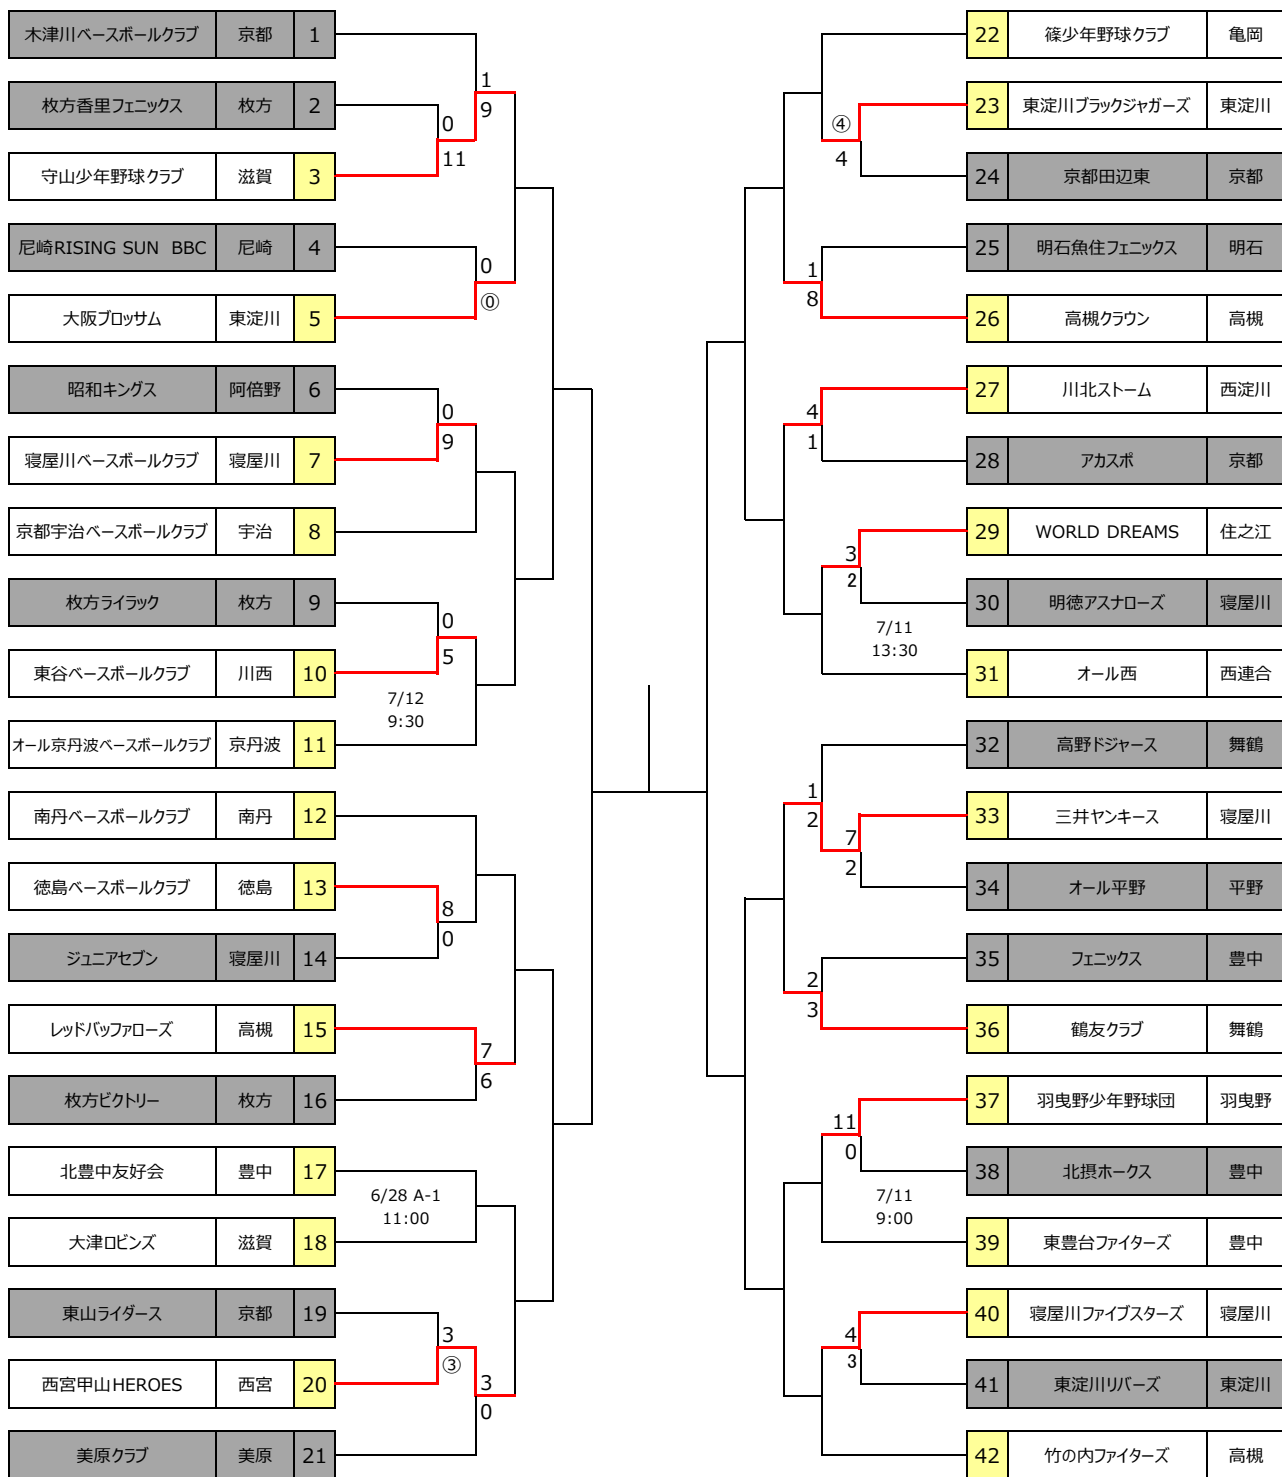 木津川ベースボールクラブ 京都 1
枚方香里フェニックス 枚方 2
守山少年野球クラブ 滋賀 3
尼崎RISING SUN BBC 尼崎 4
大阪ブロッサム 東淀川 5
昭和キングス 阿倍野 6
寝屋川ベースボールクラブ 寝屋川 7
京都宇治ベースボールクラブ 宇治 8
枚方ライラック 枚方 9
東谷ベースボールクラブ 川西 10
オール京丹波ベースボールクラブ 京丹波 11
南丹ベースボールクラブ 南丹 12
徳島ベースボールクラブ 徳島 13
ジュニアセブン 寝屋川 14
レッドバッファローズ 高槻 15
枚方ビクトリー 枚方 16
北豊中友好会 豊中 17
大津ロビンズ 滋賀 18
東山ライダース 京都 19
西宮甲山HEROES 西宮 20
美原クラブ 美原 21
1
9
0
11
0
⓪
0
9
0
5
7/12
9:30
8
0
7
6
6/28 A-1
11:00
3
③
3
0
22 篠少年野球クラブ 亀岡
23 東淀川ブラックジャガーズ 東淀川
24 京都田辺東 京都
25 明石魚住フェニックス 明石
26 高槻クラウン 高槻
27 川北ストーム 西淀川
28 アカスポ 京都
29 WORLD DREAMS 住之江
30 明徳アスナローズ 寝屋川
31 オール西 西連合
32 高野ドジャース 舞鶴
33 三井ヤンキース 寝屋川
34 オール平野 平野
35 フェニックス 豊中
36 鶴友クラブ 舞鶴
37 羽曳野少年野球団 羽曳野
38 北摂ホークス 豊中
39 東豊台ファイターズ 豊中
40 寝屋川ファイブスターズ 寝屋川
41 東淀川リバーズ 東淀川
42 竹の内ファイターズ 高槻
④
4
1
8
4
1
3
2
7/11
13:30
1
2
7
2
2
3
11
0
7/11
9:00
4
3